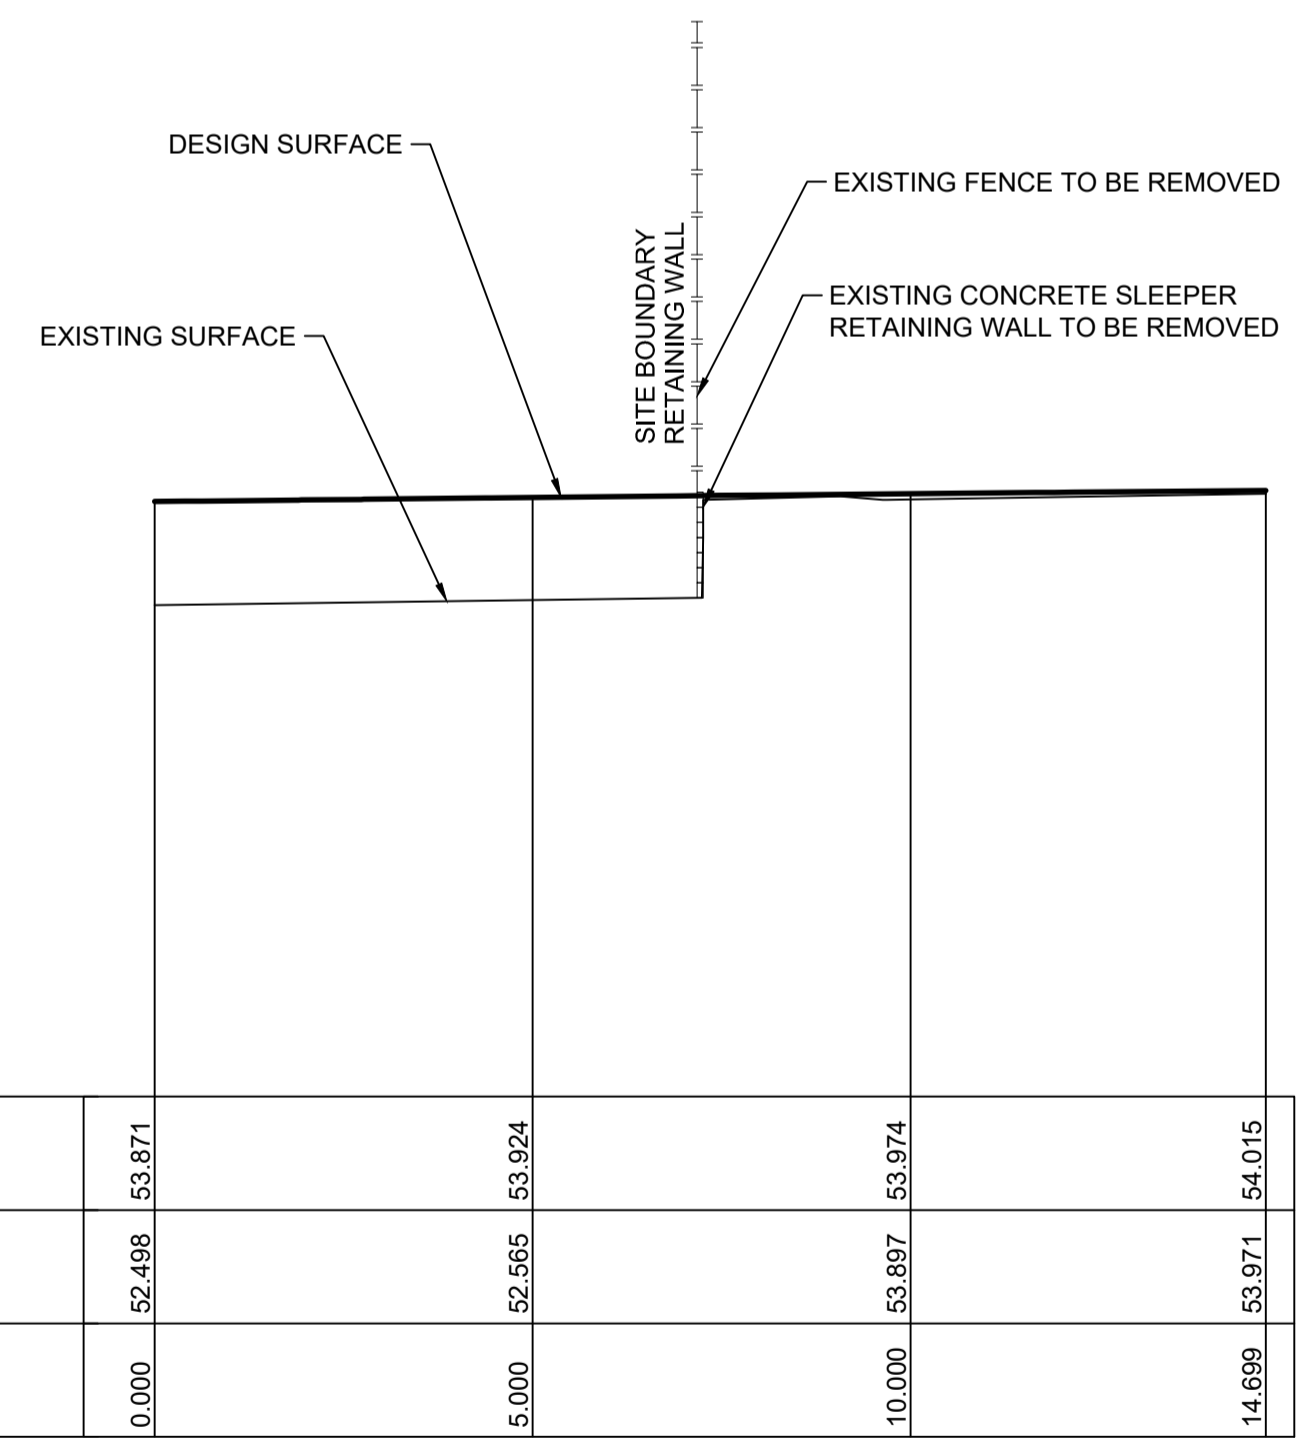 DESIGN SURFACE
EXISTING FENCE TO BE REMOVED
SITE BOUNDARY
RETAINING WALL
EXISTING CONCRETE SLEEPER
RETAINING WALL TO BE REMOVED
EXISTING SURFACE
53.871 53.924 53.974 54.015
52.498 52.565 53.897 53.971
0.000 5.000 10.000 14.699